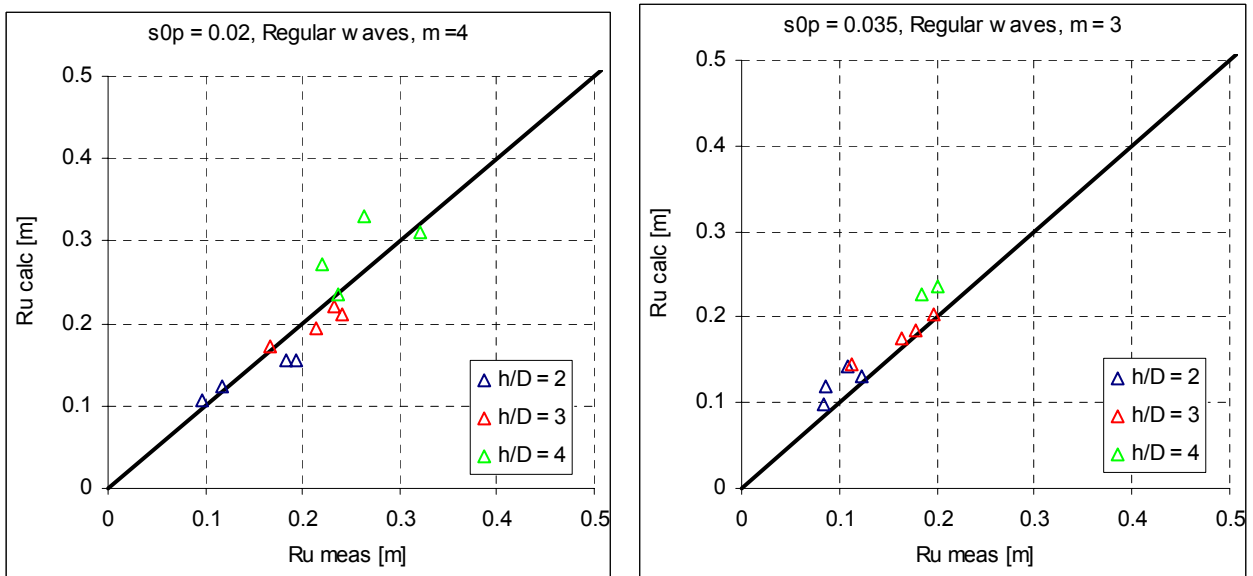 s0p = 0.02, Regular waves, m =4
0.5
0.4
0.3
0.2
0.1
0
Ru calc [m]
0 0.1 0.2 0.3 0.4 0.5
Ru meas [m]
h/D = 2
h/D = 3
h/D = 4
s0p = 0.035, Regular waves, m = 3
0.5
0.4
0.3
0.2
0.1
0
Ru calc [m]
0 0.1 0.2 0.3 0.4 0.5
Ru meas [m]
h/D = 2
h/D = 3
h/D = 4